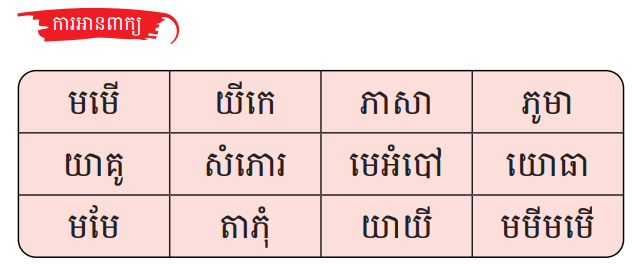 ការអានពាក្យ
មមើ យីកេ ភាសា ភូមា
យាគូ សំភោរ មេអំបៅ យោធា
មមែ តាភុំ យាយី មមីមមើ